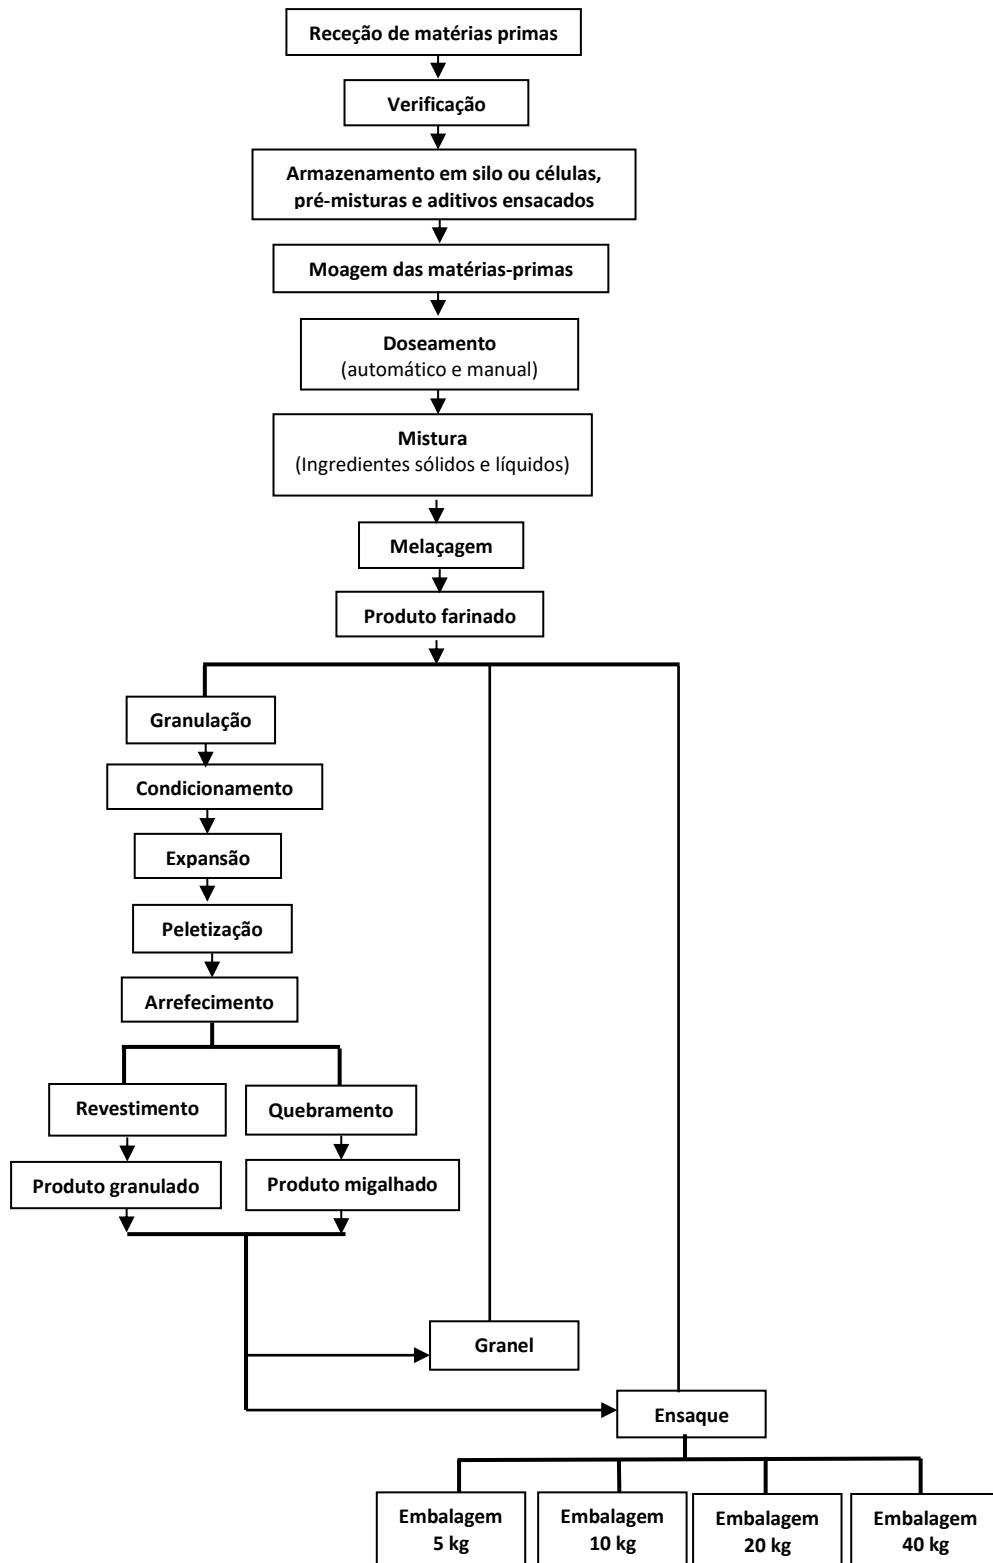 Receção de matérias primas
Verificação
Armazenamento em silo ou células,
pré-misturas e aditivos ensacados
Moagem das matérias-primas
Doseamento
(automático e manual)
Mistura
(Ingredientes sólidos e líquidos)
Melaçagem
Produto farinado
Granulação
Condicionamento
Expansão
Peletização
Arrefecimento
Revestimento
Quebramento
Produto granulado
Produto migalhado
Granel
Ensaque
Embalagem
5 kg
Embalagem
10 kg
Embalagem
20 kg
Embalagem
40 kg